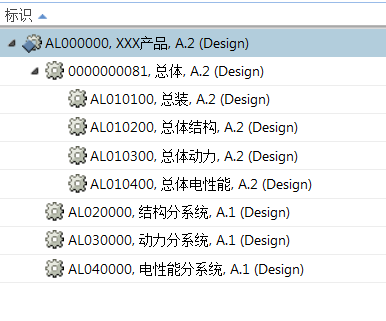 标识
AL000000, XXX产品, A.2 (Design)
0000000081, 总体, A.2 (Design)
AL010100, 总装, A.2 (Design)
AL010200, 总体结构, A.2 (Design)
AL010300, 总体动力, A.2 (Design)
AL010400, 总体电性能, A.2 (Design)
AL020000, 结构分系统, A.1 (Design)
AL030000, 动力分系统, A.1 (Design)
AL040000, 电性能分系统, A.1 (Design)